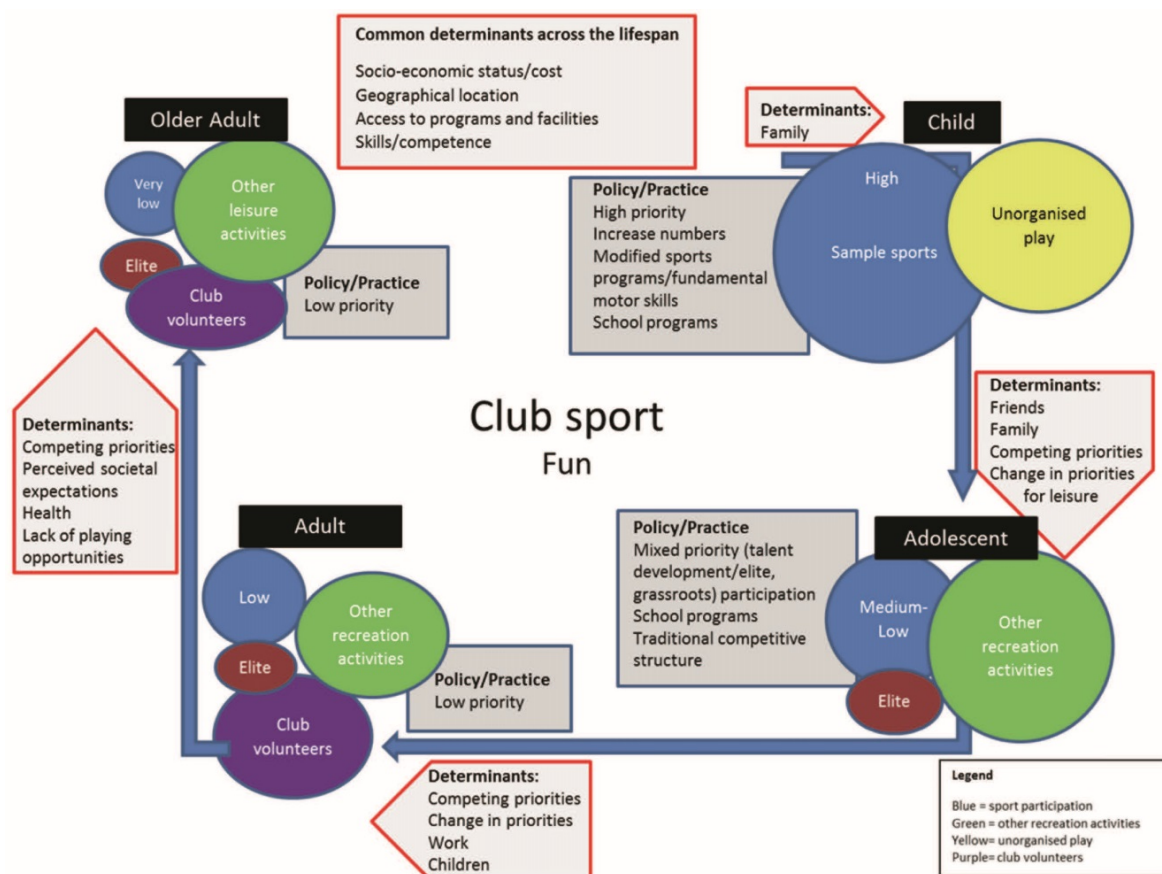 Common determinants across the lifespan
Socio-economic status/cost
Geographical location
Access to programs and facilities
Skills/competence
Determinants:
Family
Child
High
Sample sports
Unorganised
play
Policy/Practice
High priority
Increase numbers
Modified sports
programs/fundamental
motor skills
School programs
Determinants:
Friends
Family
Competing priorities
Change in priorities
for leisure
Adolescent
Medium-
Low
Elite
Other
recreation
activities
Policy/Practice
Mixed priority (talent
development/elite,
grassroots) participation
School programs
Traditional competitive
structure
Club sport
Fun
Determinants:
Competing priorities
Change in priorities
Work
Children
Adult
Low
Elite
Other
recreation
activities
Club
volunteers
Policy/Practice
Low priority
Determinants:
Competing priorities
Perceived societal
expectations
Health
Lack of playing
opportunities
Older Adult
Very
low
Elite
Other
leisure
activities
Club
volunteers
Policy/Practice
Low priority
Legend
Blue = sport participation
Green= other recreation activities
Yellow= unorganised play
Purple= club volunteers